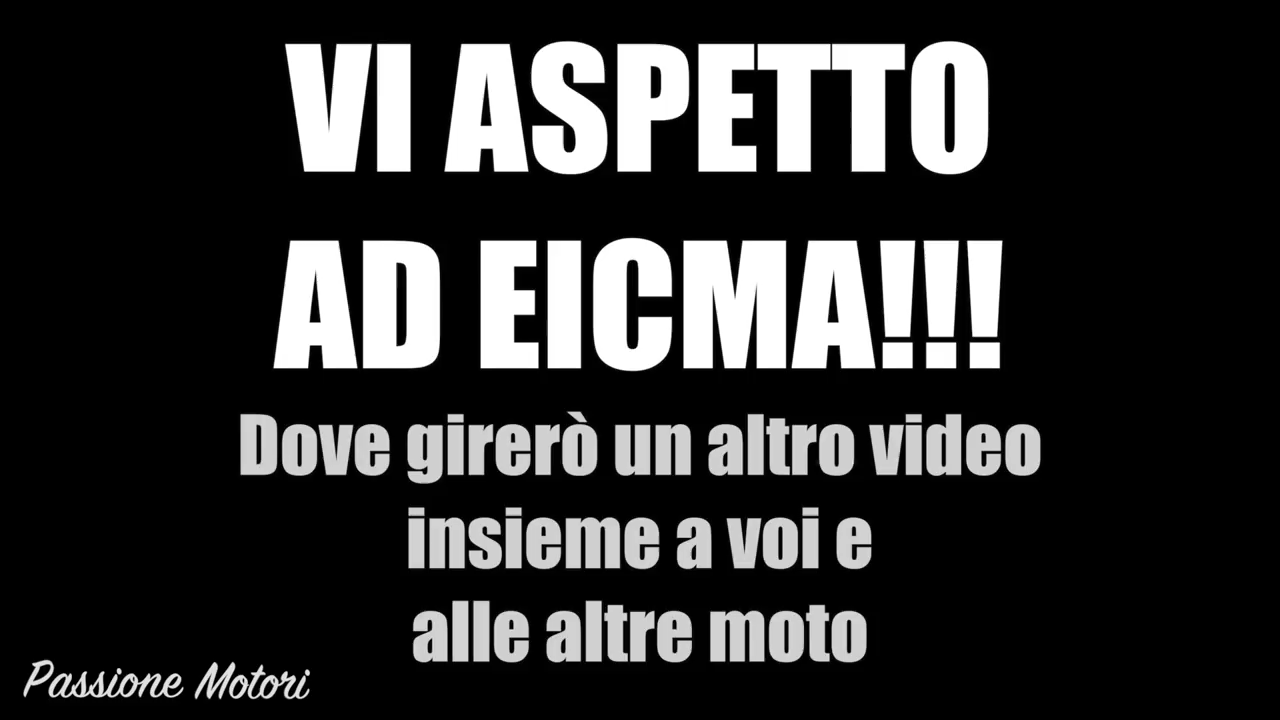 VI ASPETTO
AD EICMA!!!
Dove girerò un altro video
insieme a voi e
alle altre moto
Passione Motori